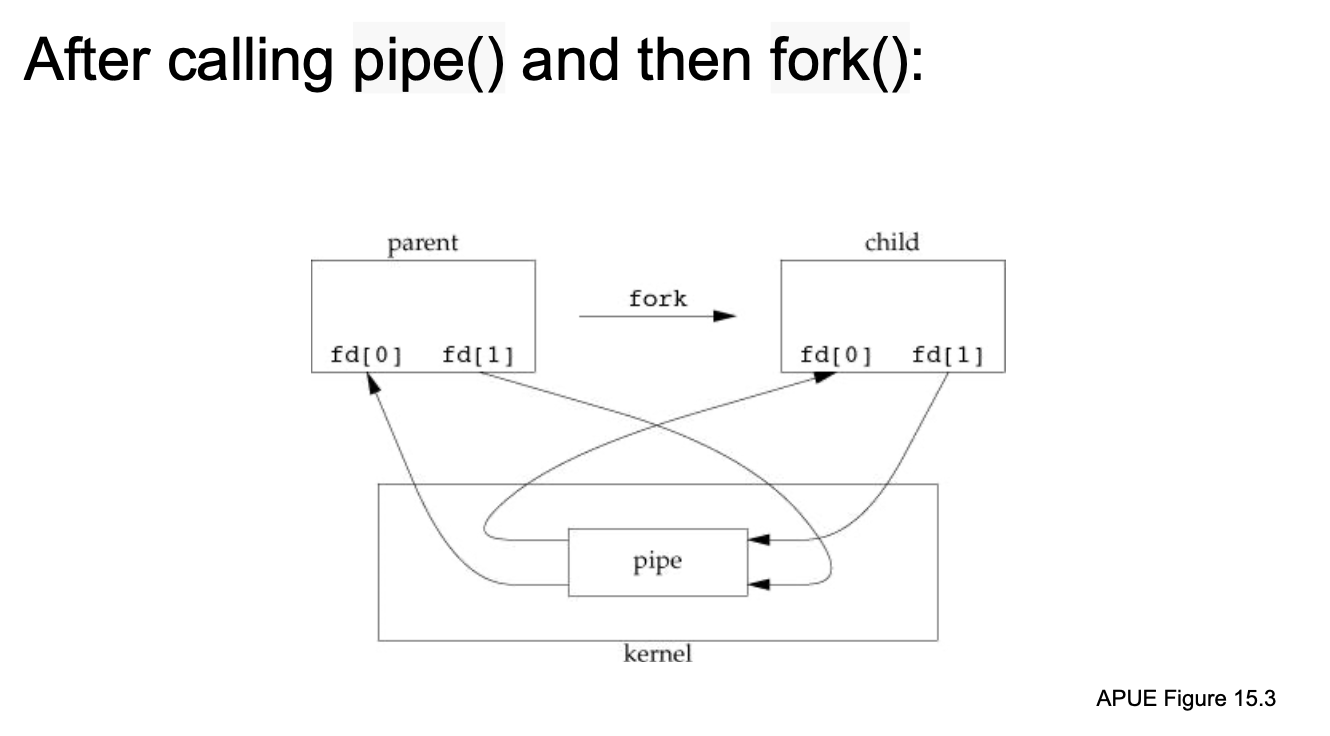 After calling pipe() and then fork():
parent
child
fork
fd[0] fd[1]
fd[0] fd[1]
pipe
kernel
APUE Figure 15.3